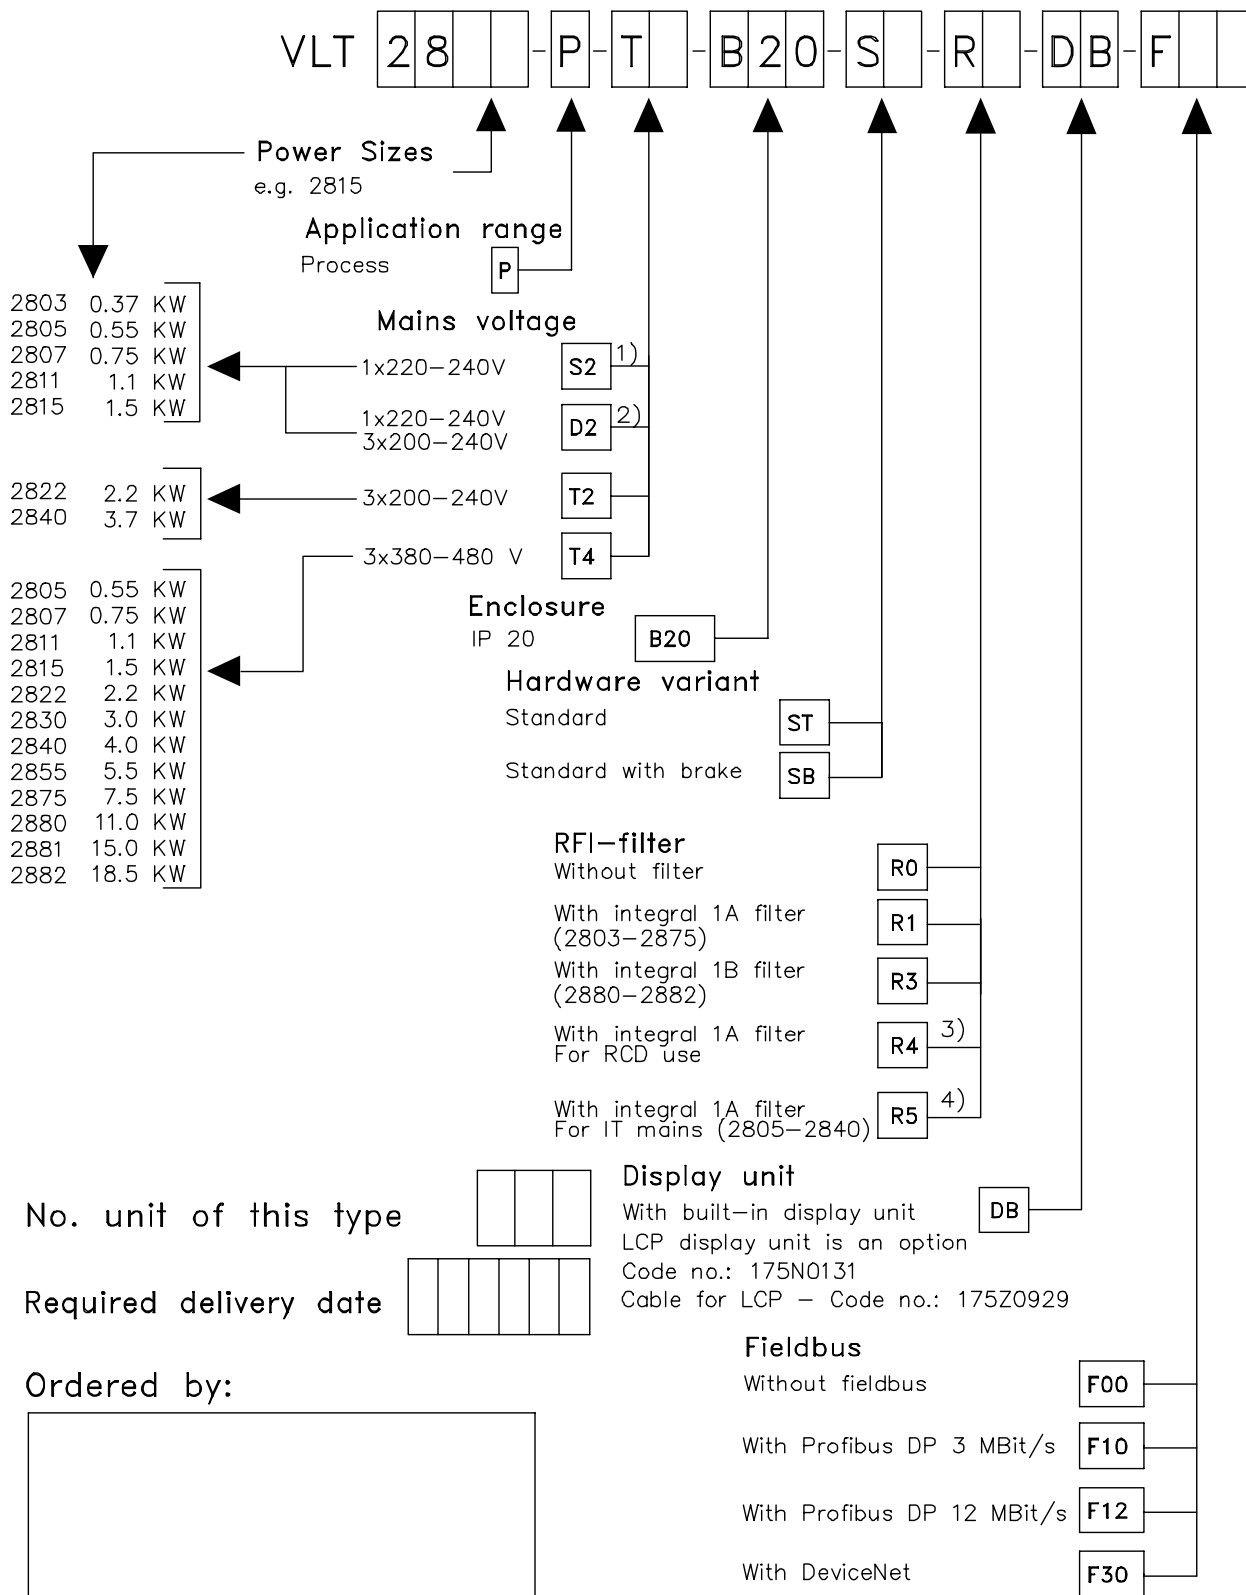 VLT 28 -P-T -B20-S -R -DB-F
Power Sizes
e.g. 2815
Application range
Process P
2803 0.37 KW
2805 0.55 KW
2807 0.75 KW
2811 1.1 KW
2815 1.5 KW
Mains voltage
1x220-240V S2 1)
1x220-240V
3x200-240V D2 2)
2822 2.2 KW
2840 3.7 KW
3x200-240V T2
3x380-480 V T4
2805 0.55 KW
2807 0.75 KW
2811 1.1 KW
2815 1.5 KW
2822 2.2 KW
2830 3.0 KW
2840 4.0 KW
2855 5.5 KW
2875 7.5 KW
2880 11.0 KW
2881 15.0 KW
2882 18.5 KW
Enclosure
IP 20 B20
Hardware variant
Standard ST
Standard with brake SB
RFI-filter
Without filter R0
With integral 1A filter
(2803-2875) R1
With integral 1B filter
(2880-2882) R3
With integral 1A filter
For RCD use R4 3)
With integral 1A filter
For IT mains (2805-2840) R5 4)
Display unit
With built-in display unit DB
LCP display unit is an option
Code no.: 175N0131
Cable for LCP - Code no.: 175Z0929
No. unit of this type
Required delivery date
Ordered by:
Fieldbus
Without fieldbus F00
With Profibus DP 3 MBit/s F10
With Profibus DP 12 MBit/s F12
With DeviceNet F30